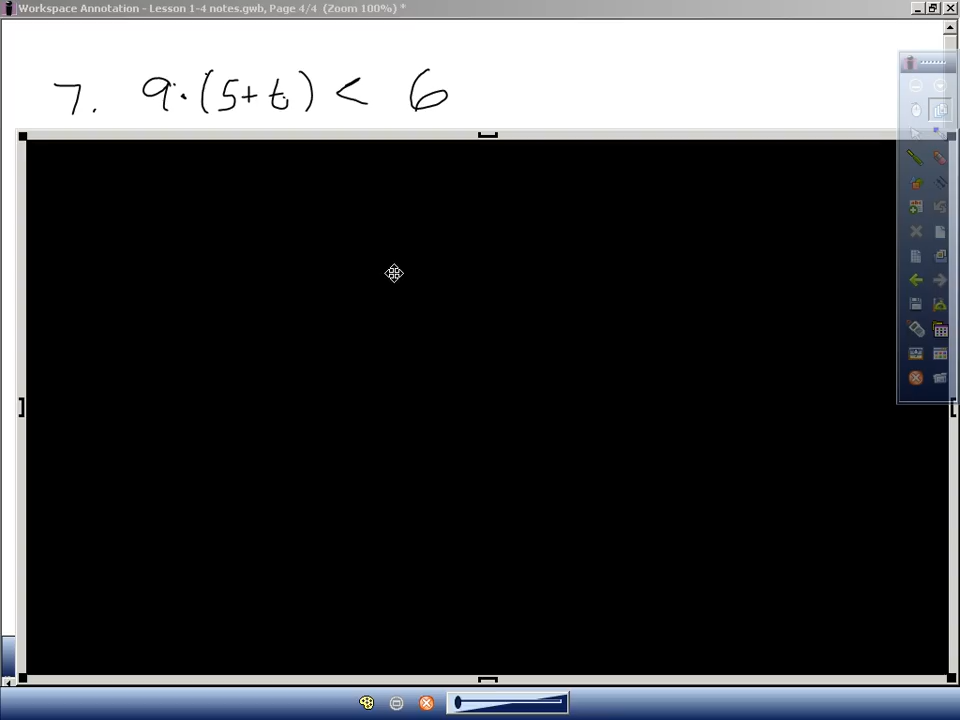 Workspace Annotation - Lesson 1-4 notes.gwb, Page 4/4 (Zoom 100%) *
7. 9·(5+t) < 6